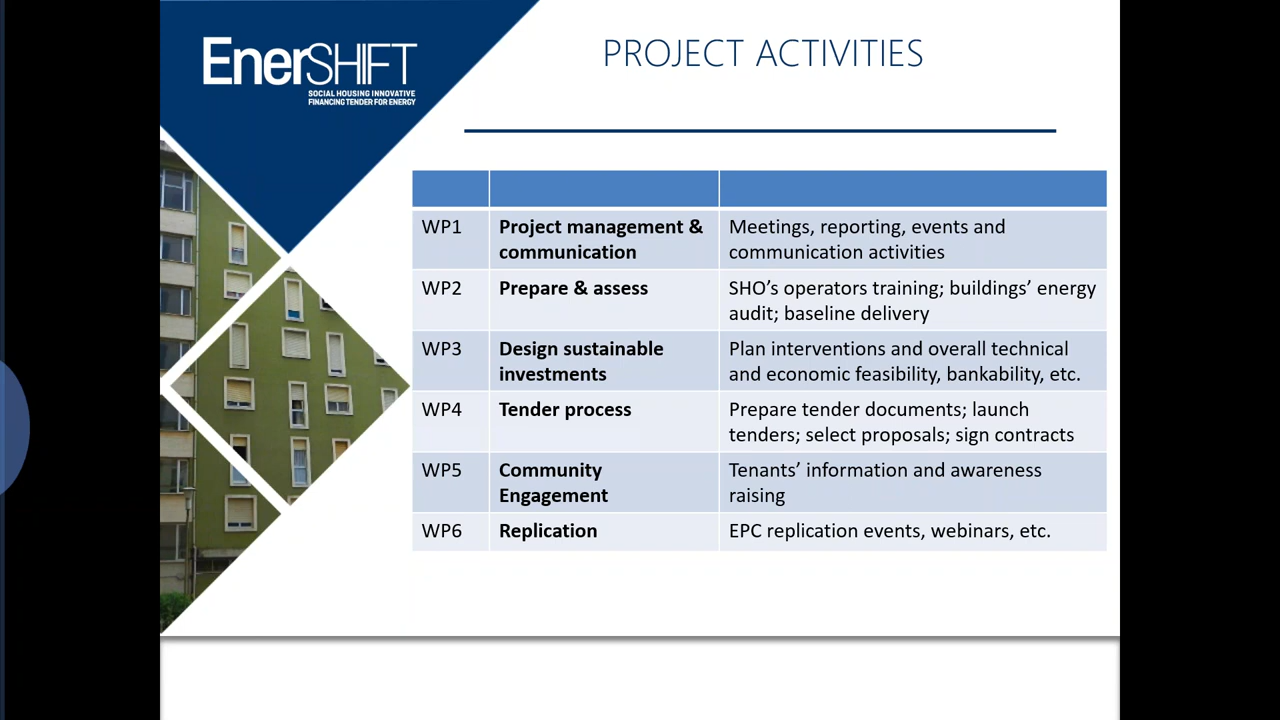 EnerSHIFT
SOCIAL HOUSING INNOVATIVE
FINANCING TENDER FOR ENERGY
PROJECT ACTIVITIES
WP1
Project management &
communication
Meetings, reporting, events and
communication activities
WP2
Prepare & assess
SHO’s operators training; buildings’ energy
audit; baseline delivery
WP3
Design sustainable
investments
Plan interventions and overall technical
and economic feasibility, bankability, etc.
WP4
Tender process
Prepare tender documents; launch
tenders; select proposals; sign contracts
WP5
Community
Engagement
Tenants’ information and awareness
raising
WP6
Replication
EPC replication events, webinars, etc.